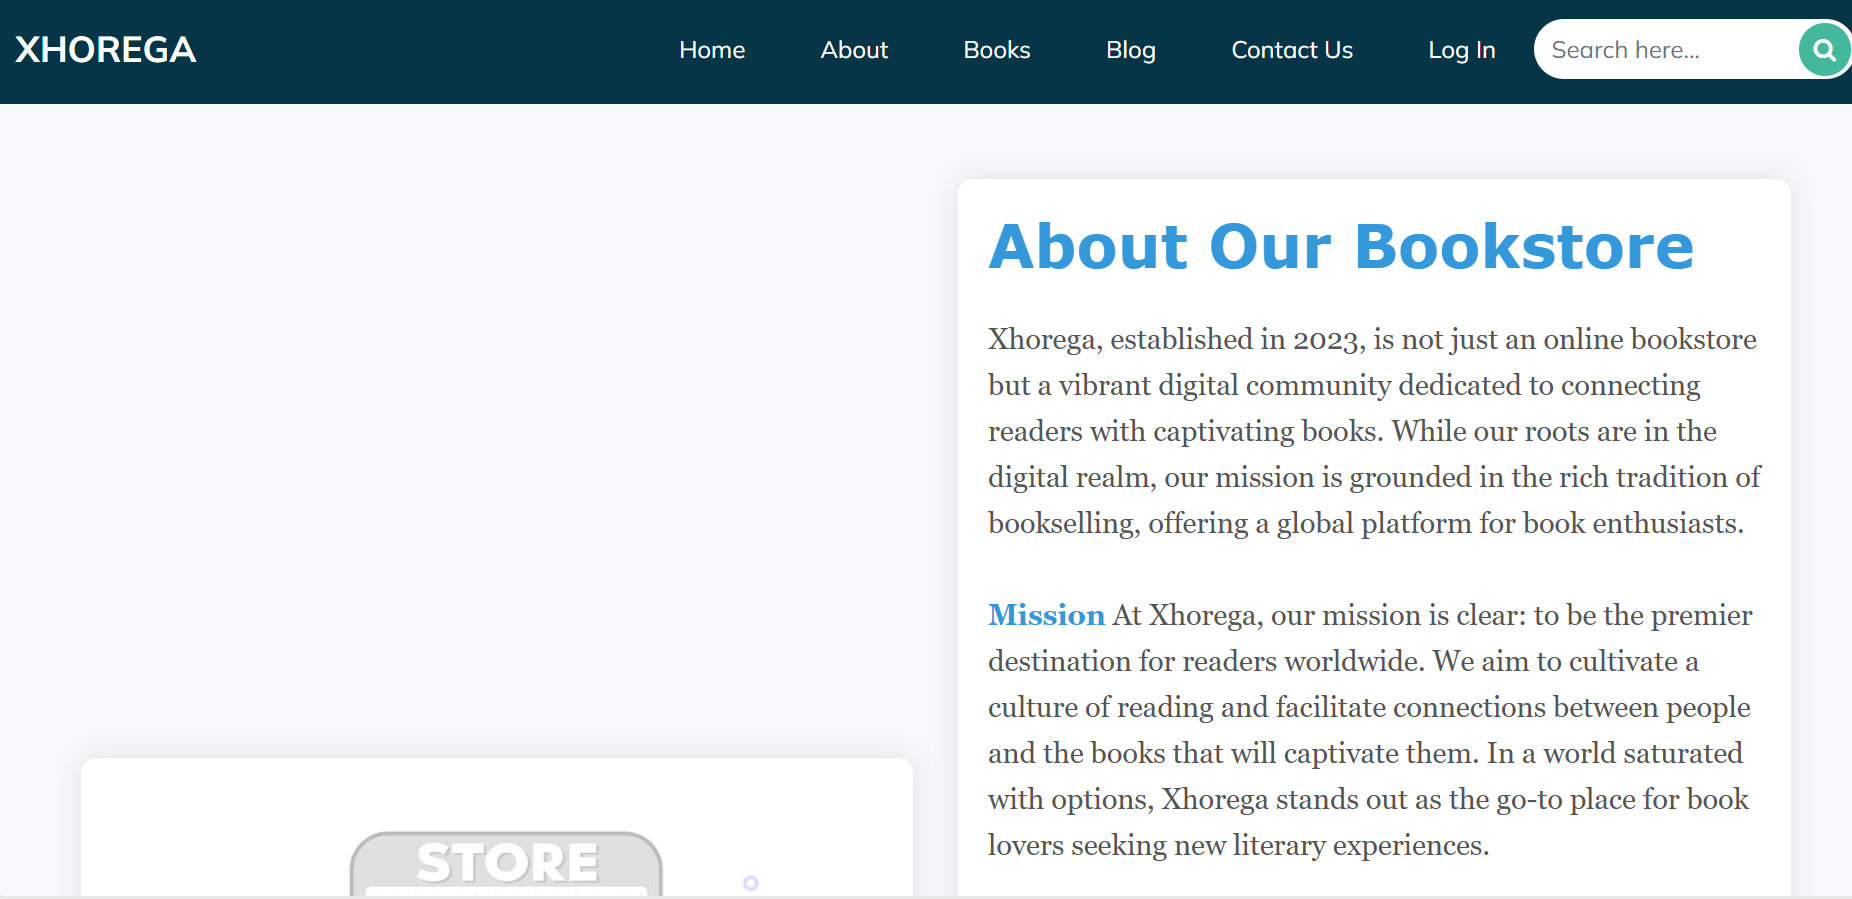 XHOREGA
Home
About
Books
Blog
Contact Us
Log In
Search here...
About Our Bookstore
Xhorega, established in 2023, is not just an online bookstore
but a vibrant digital community dedicated to connecting
readers with captivating books. While our roots are in the
digital realm, our mission is grounded in the rich tradition of
bookselling, offering a global platform for book enthusiasts.
Mission At Xhorega, our mission is clear: to be the premier
destination for readers worldwide. We aim to cultivate a
culture of reading and facilitate connections between people
and the books that will captivate them. In a world saturated
with options, Xhorega stands out as the go-to place for book
lovers seeking new literary experiences.
STORE